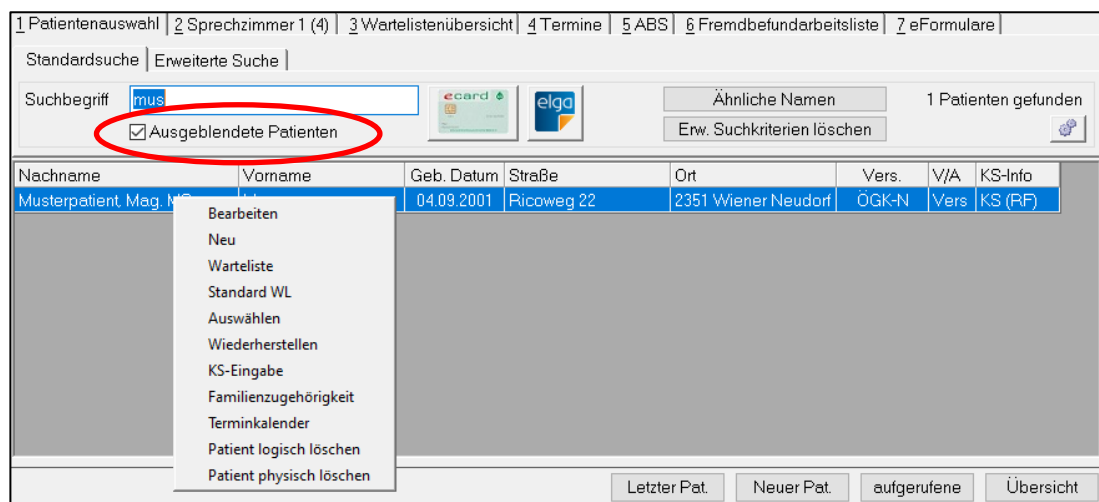 1 Patientenauswahl 2 Sprechzimmer 1 (4) 3 Wartelistenübersicht 4 Termine 5 ABS 6 Fremdbefundarbeitsliste 7 eFormulare
Standardsuche Erweiterte Suche
Suchbegriff mus ecard elga Ähnliche Namen 1 Patienten gefunden
Ausgeblendete Patienten Erw. Suchkriterien löschen
Nachname Vorname Geb. Datum Straße Ort Vers. V/A KS-Info
Musterpatient, Mag. 04.09.2001 Ricoweg 22 2351 Wiener Neudorf ÖGK-N Vers KS (RF)
Bearbeiten
Neu
Warteliste
Standard WL
Auswählen
Wiederherstellen
KS-Eingabe
Familienzugehörigkeit
Terminkalender
Patient logisch löschen
Patient physisch löschen
Letzter Pat. Neuer Pat. aufgerufene Übersicht